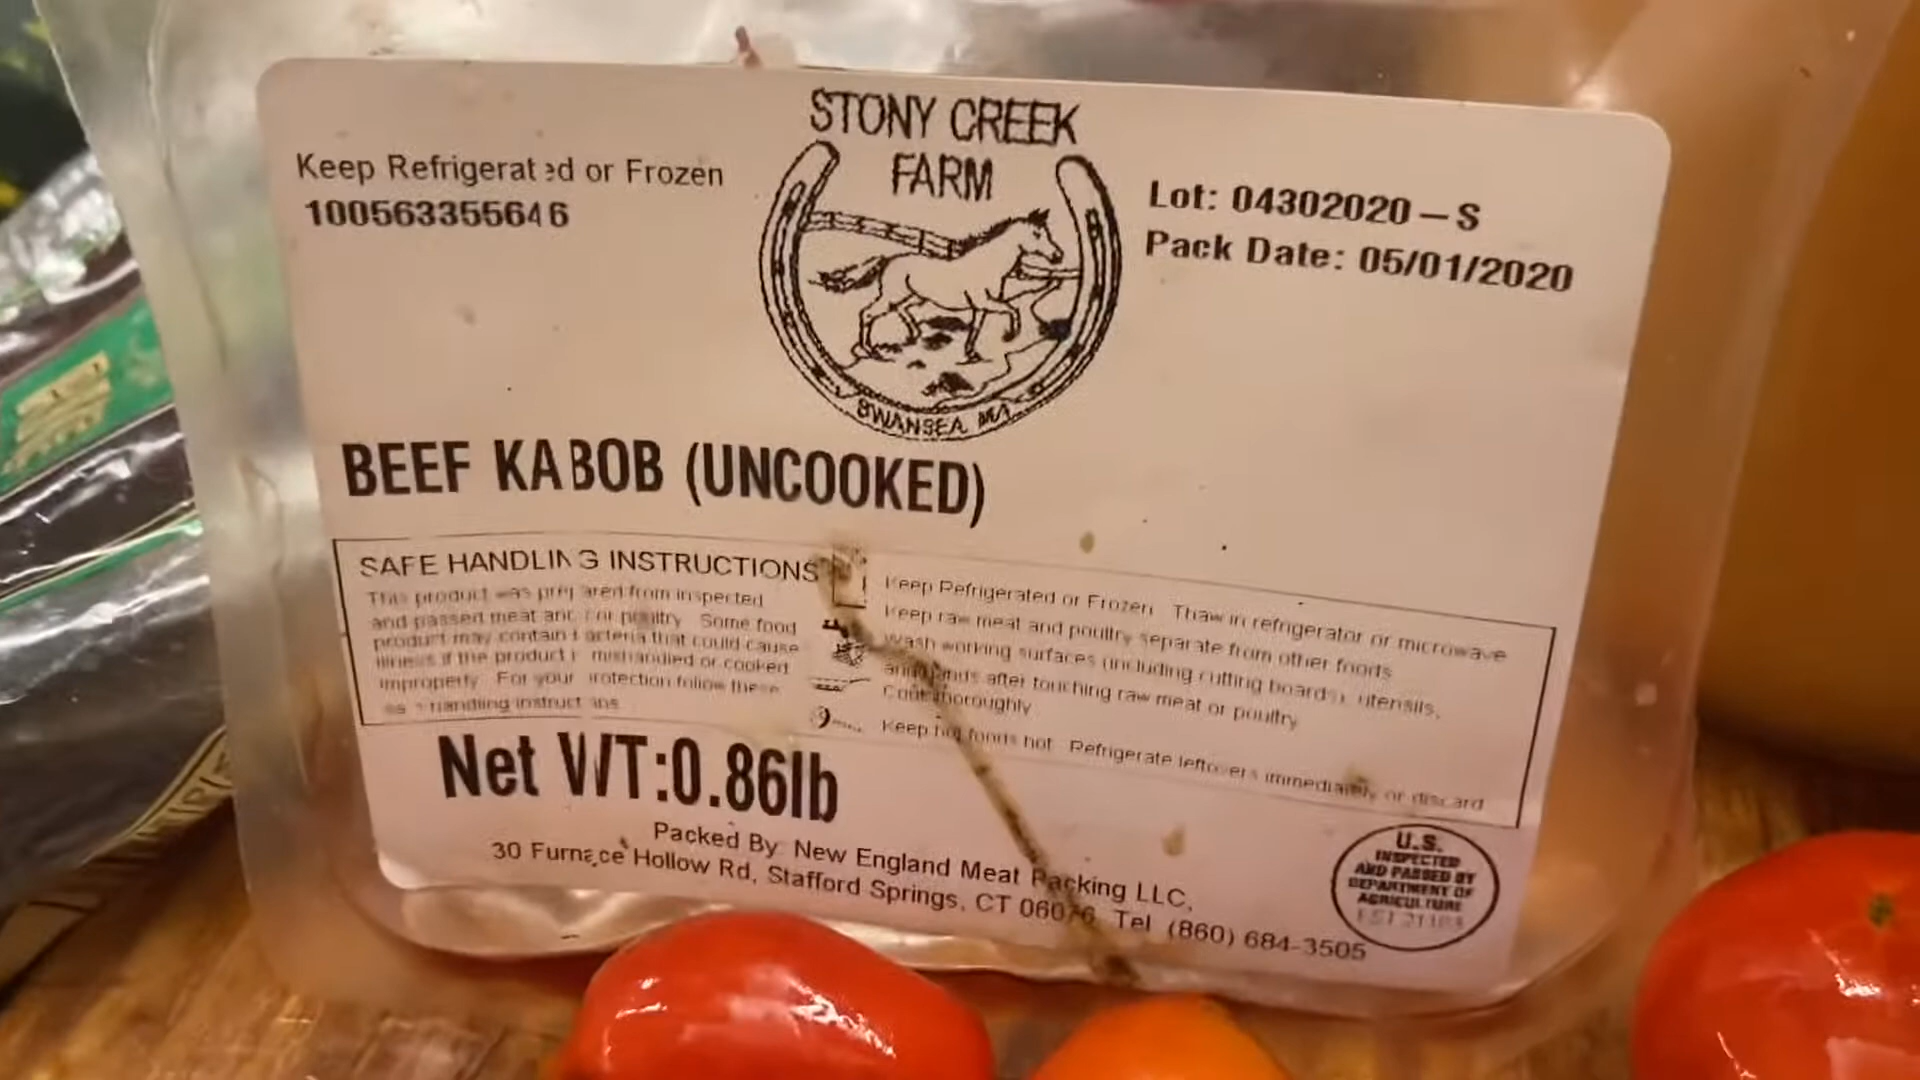 STONY CREEK
FARM
SWANSEA MA
Keep Refrigerated or Frozen
100563355646
Lot: 04302020 - S
Pack Date: 05/01/2020
BEEF KABOB (UNCOOKED)
SAFE HANDLING INSTRUCTIONS
This product was prepared from inspected
and passed meat and/or poultry. Some food
product may contain bacteria that could cause
illness if the product is mishandled or cooked
improperly. For your protection follow these
safe handling instructions
Keep Refrigerated or Frozen. Thaw in refrigerator or microwave
Keep raw meat and poultry separate from other foods
Wash working surfaces (including cutting boards), utensils,
and hands after touching raw meat or poultry
Cook thoroughly
Keep hot foods hot. Refrigerate leftovers immediately or discard
Net WT:0.86lb
Packed By: New England Meat Packing LLC,
30 Furnace Hollow Rd, Stafford Springs, CT 06076 Tel (860) 684-3505
U.S.
INSPECTED
AND PASSED BY
DEPARTMENT OF
AGRICULTURE